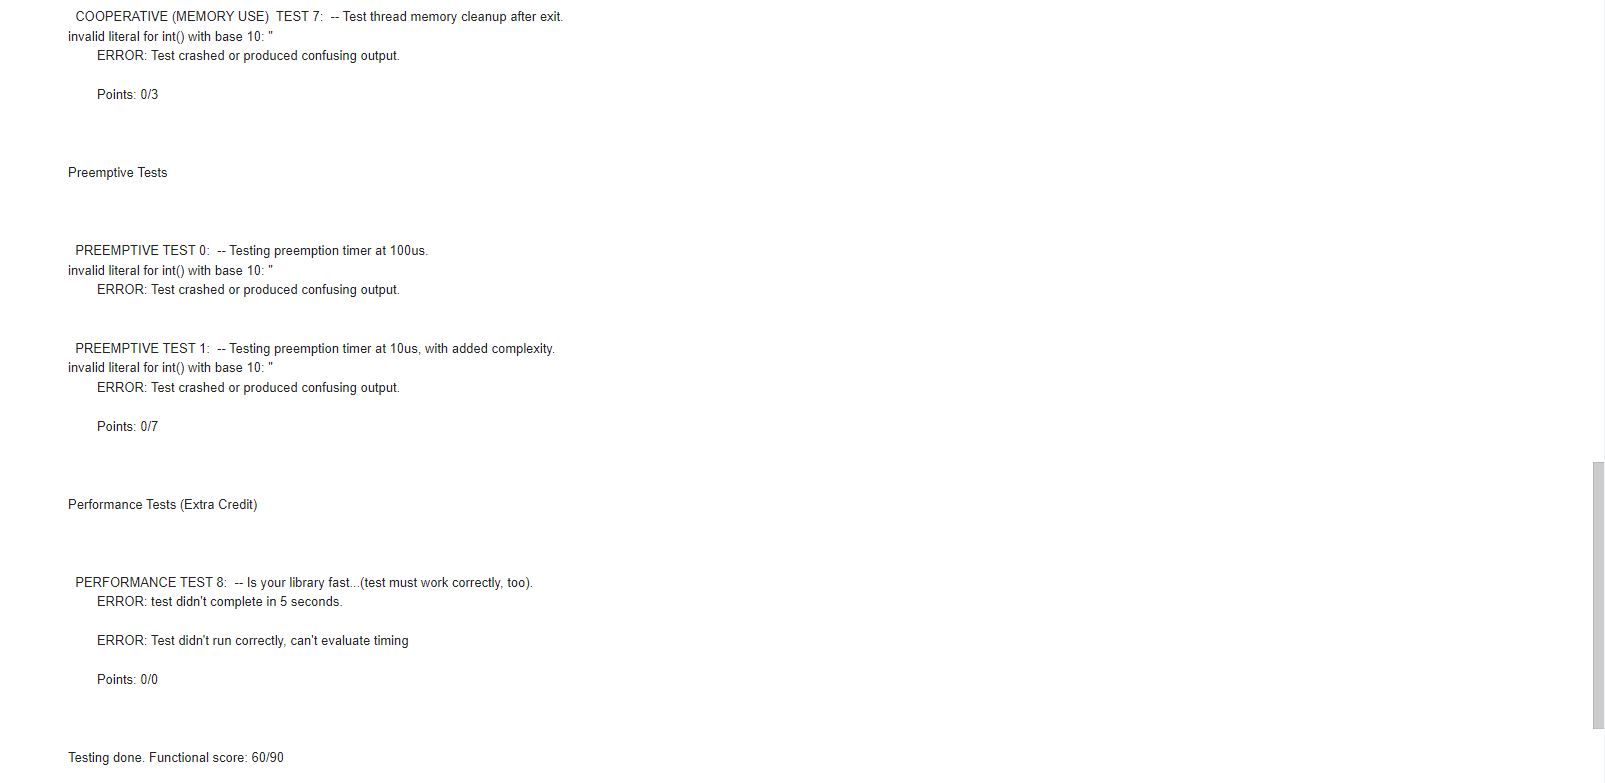 COOPERATIVE (MEMORY USE)  TEST 7:  -- Test thread memory cleanup after exit.
invalid literal for int() with base 10: ''
ERROR: Test crashed or produced confusing output.
Points: 0/3
Preemptive Tests
PREEMPTIVE TEST 0:  -- Testing preemption timer at 100us.
invalid literal for int() with base 10: ''
ERROR: Test crashed or produced confusing output.
PREEMPTIVE TEST 1:  -- Testing preemption timer at 10us, with added complexity.
invalid literal for int() with base 10: ''
ERROR: Test crashed or produced confusing output.
Points: 0/7
Performance Tests (Extra Credit)
PERFORMANCE TEST 8:  -- Is your library fast...(test must work correctly, too).
ERROR: test didn't complete in 5 seconds.
ERROR: Test didn't run correctly, can't evaluate timing
Points: 0/0
Testing done. Functional score: 60/90